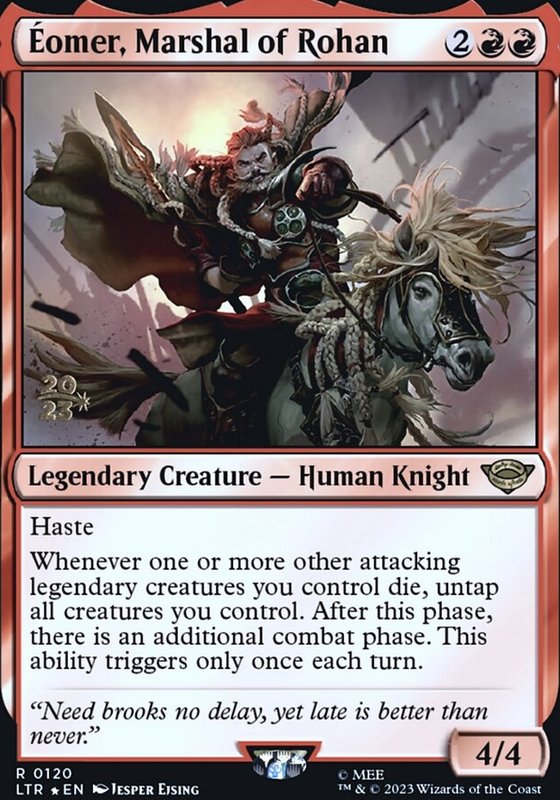 Éomer, Marshal of Rohan 2
20
23
Legendary Creature — Human Knight
Haste
Whenever one or more other attacking
legendary creatures you control die, untap
all creatures you control. After this phase,
there is an additional combat phase. This
ability triggers only once each turn.
“Need brooks no delay, yet late is better than
never.”
4/4
R 0120
LTR ★ EN Jesper Eising
© MEE
™ & © 2023 Wizards of the Coast